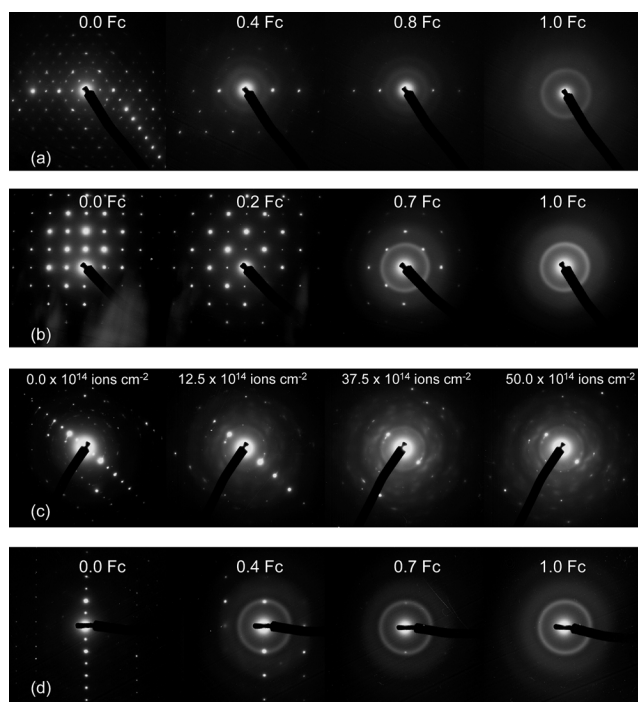 0.0 Fc 0.4 Fc 0.8 Fc 1.0 Fc
(a)
0.0 Fc 0.2 Fc 0.7 Fc 1.0 Fc
(b)
0.0 x 10¹⁴ ions cm⁻² 12.5 x 10¹⁴ ions cm⁻² 37.5 x 10¹⁴ ions cm⁻² 50.0 x 10¹⁴ ions cm⁻²
(c)
0.0 Fc 0.4 Fc 0.7 Fc 1.0 Fc
(d)